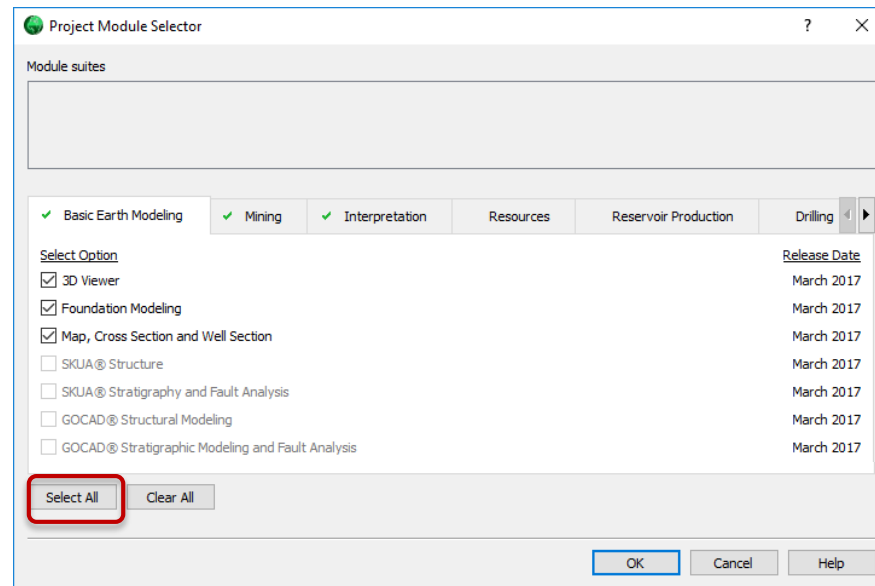 Project Module Selector
Module suites
Basic Earth Modeling Mining Interpretation Resources Reservoir Production Drilling
Select Option Release Date
3D Viewer March 2017
Foundation Modeling March 2017
Map, Cross Section and Well Section March 2017
SKUA® Structure March 2017
SKUA® Stratigraphy and Fault Analysis March 2017
GOCAD® Structural Modeling March 2017
GOCAD® Stratigraphic Modeling and Fault Analysis March 2017
Select All Clear All
OK Cancel Help